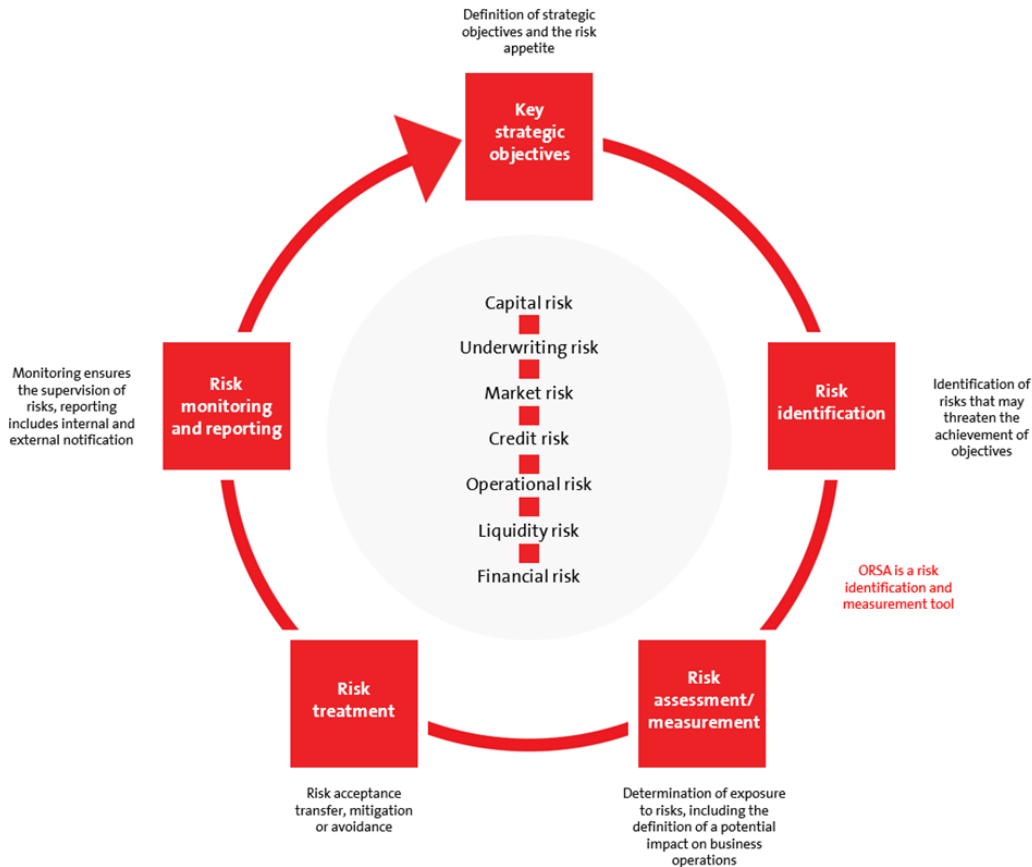 Definition of strategic
objectives and the risk
appetite
Key
strategic
objectives
Risk
identification
Identification of
risks that may
threaten the
achievement of
objectives
ORSA is a risk
identification and
measurement tool
Risk
assessment/
measurement
Determination of exposure
to risks, including the
definition of a potential
impact on business
operations
Risk
treatment
Risk acceptance
transfer, mitigation
or avoidance
Risk
monitoring
and reporting
Monitoring ensures
the supervision of
risks, reporting
includes internal and
external notification
Capital risk
Underwriting risk
Market risk
Credit risk
Operational risk
Liquidity risk
Financial risk